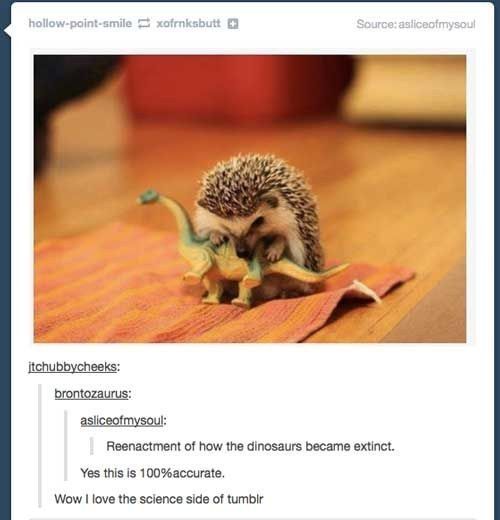 hollow-point-smile xofrnksbutt
Source: asliceofmysoul
jtchubbycheeks:
brontozaurus:
asliceofmysoul:
Reenactment of how the dinosaurs became extinct.
Yes this is 100%accurate.
Wow I love the science side of tumblr